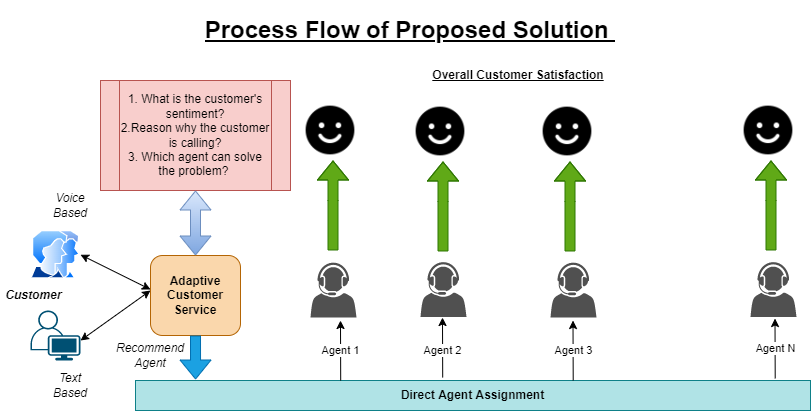 Process Flow of Proposed Solution
Overall Customer Satisfaction
1. What is the customer's
sentiment?
2.Reason why the customer
is calling?
3. Which agent can solve
the problem?
Voice
Based
Customer
Adaptive
Customer
Service
Recommend
Agent
Text
Based
Agent 1
Agent 2
Agent 3
Agent N
Direct Agent Assignment